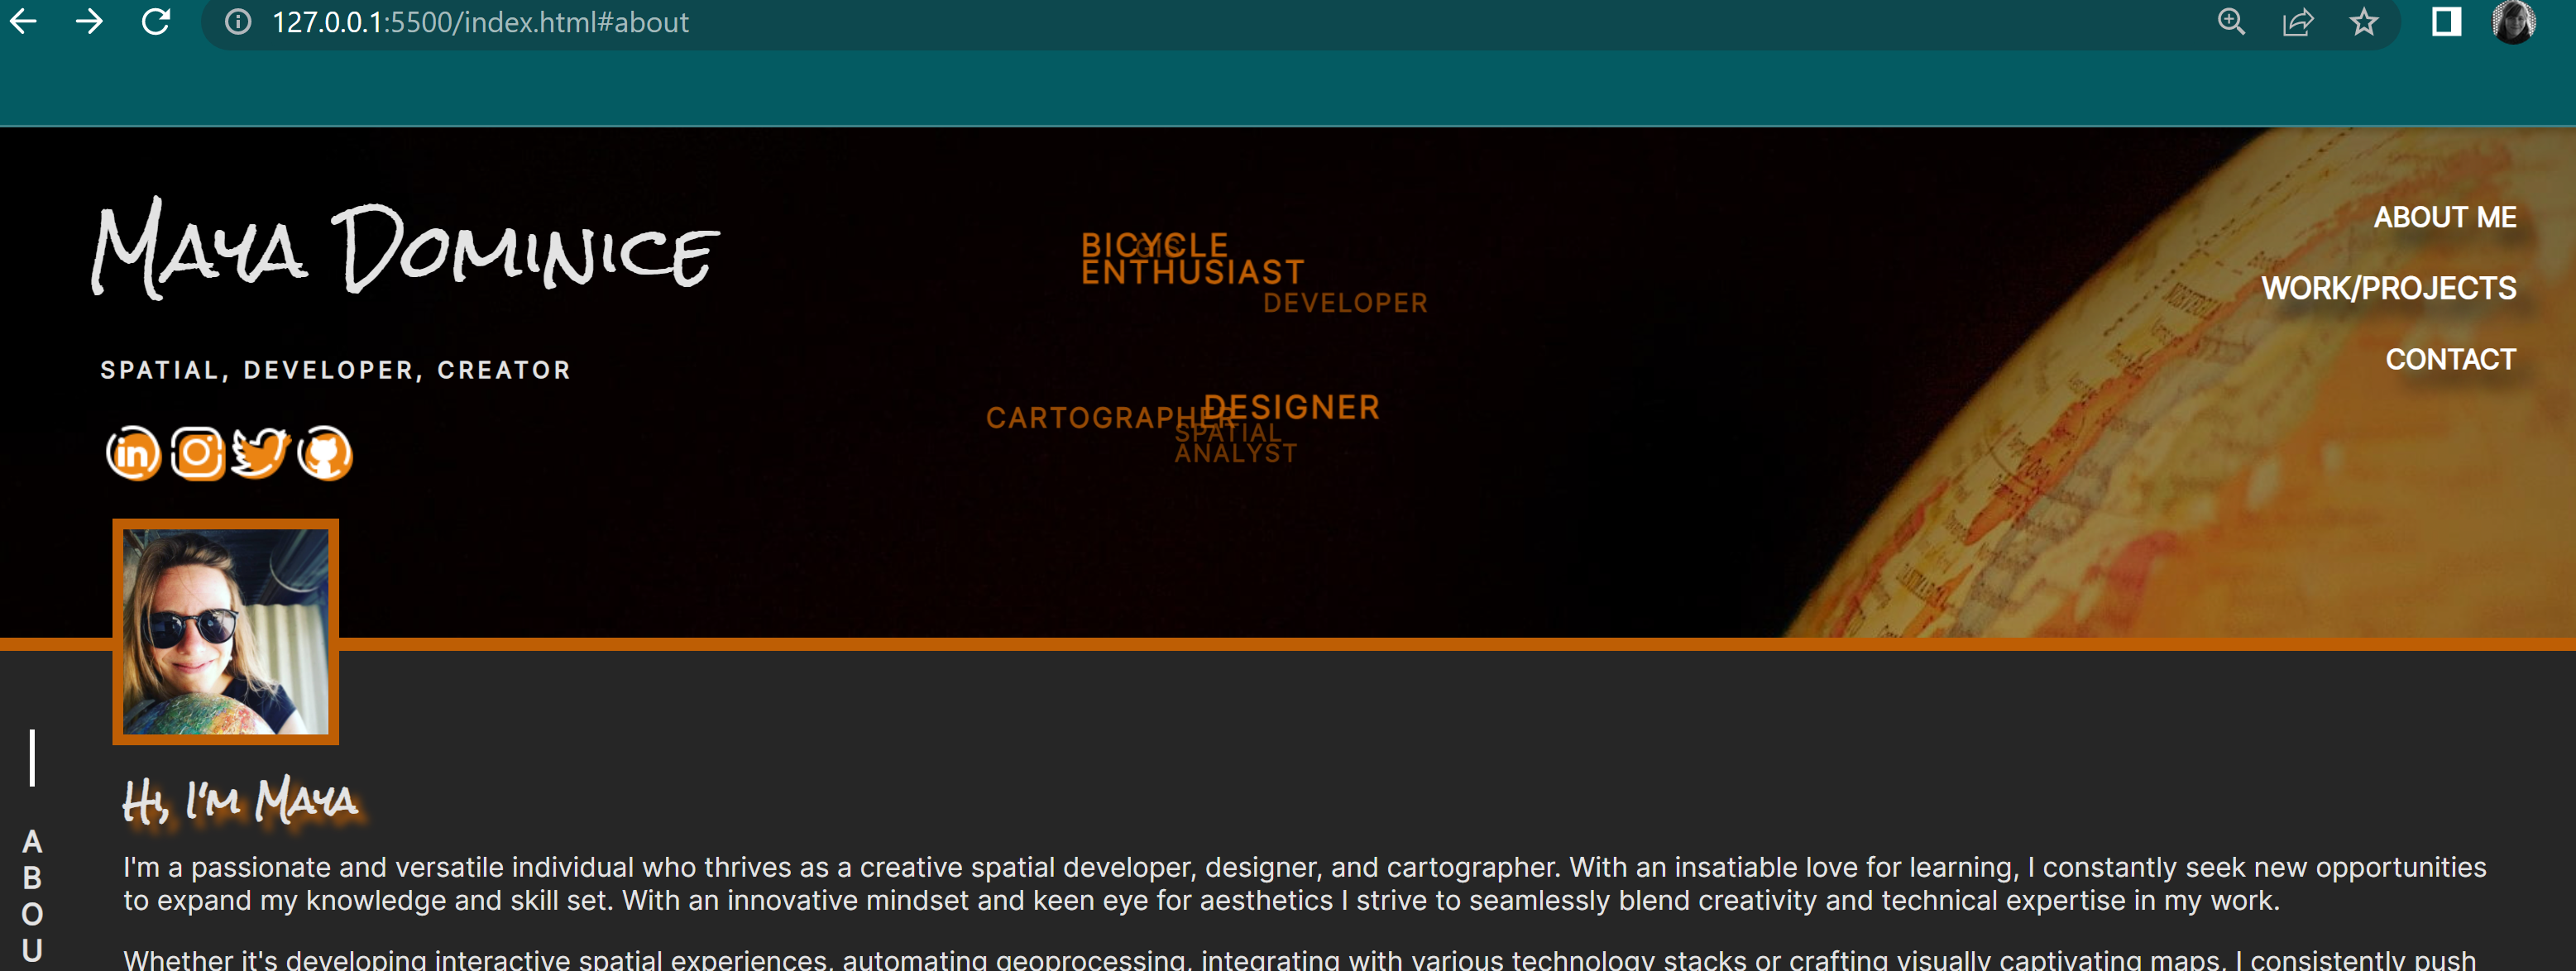 127.0.0.1:5500/index.html#about
Maya Dominice
SPATIAL, DEVELOPER, CREATOR
in
BICYCLE
ENTHUSIAST
GIS
DEVELOPER
CARTOGRAPHER
DESIGNER
SPATIAL
ANALYST
ABOUT ME
WORK/PROJECTS
CONTACT
Hi, I'm Maya
I'm a passionate and versatile individual who thrives as a creative spatial developer, designer, and cartographer. With an insatiable love for learning, I constantly seek new opportunities
to expand my knowledge and skill set. With an innovative mindset and keen eye for aesthetics I strive to seamlessly blend creativity and technical expertise in my work.
Whether it's developing interactive spatial experiences, automating geoprocessing, integrating with various technology stacks or crafting visually captivating maps, I consistently push
A
B
O
U